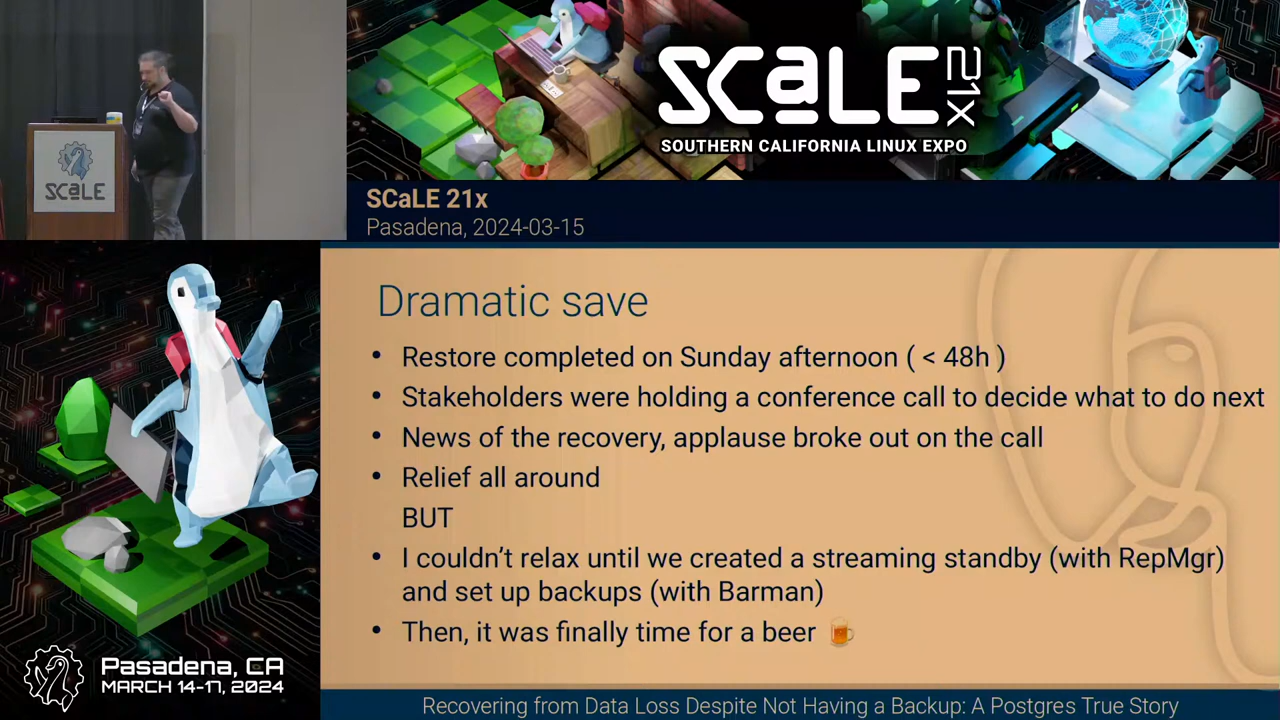 SCaLE
SCaLE 21x
SOUTHERN CALIFORNIA LINUX EXPO
SCaLE 21x
Pasadena, 2024-03-15
Dramatic save
• Restore completed on Sunday afternoon ( < 48h )
• Stakeholders were holding a conference call to decide what to do next
• News of the recovery, applause broke out on the call
• Relief all around
BUT
• I couldn’t relax until we created a streaming standby (with RepMgr)
and set up backups (with Barman)
• Then, it was finally time for a beer 🍺
Pasadena, CA
MARCH 14-17, 2024
Recovering from Data Loss Despite Not Having a Backup: A Postgres True Story